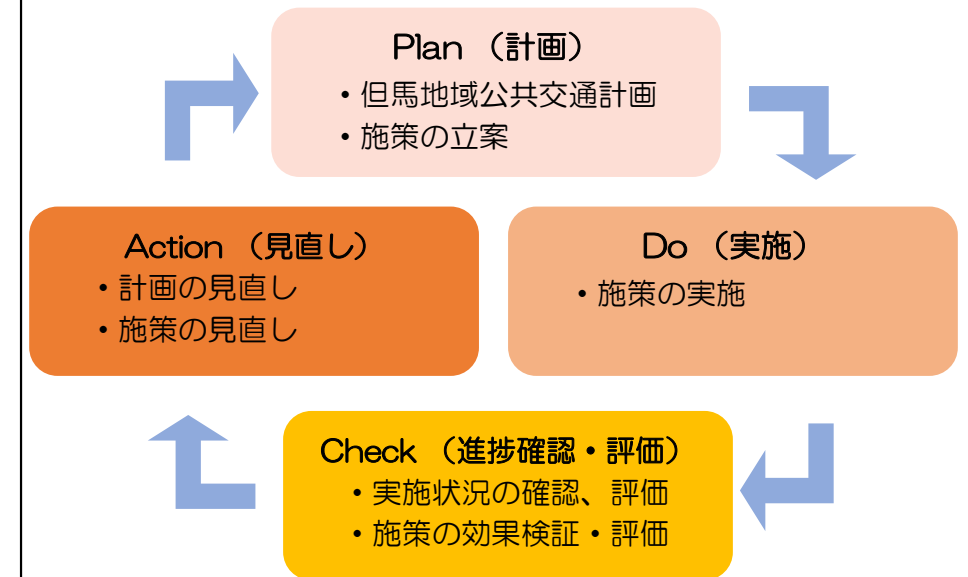 Plan （計画）
・但馬地域公共交通計画
・施策の立案
Action （見直し）
・計画の見直し
・施策の見直し
Do （実施）
・施策の実施
Check （進捗確認・評価）
・実施状況の確認、評価
・施策の効果検証・評価